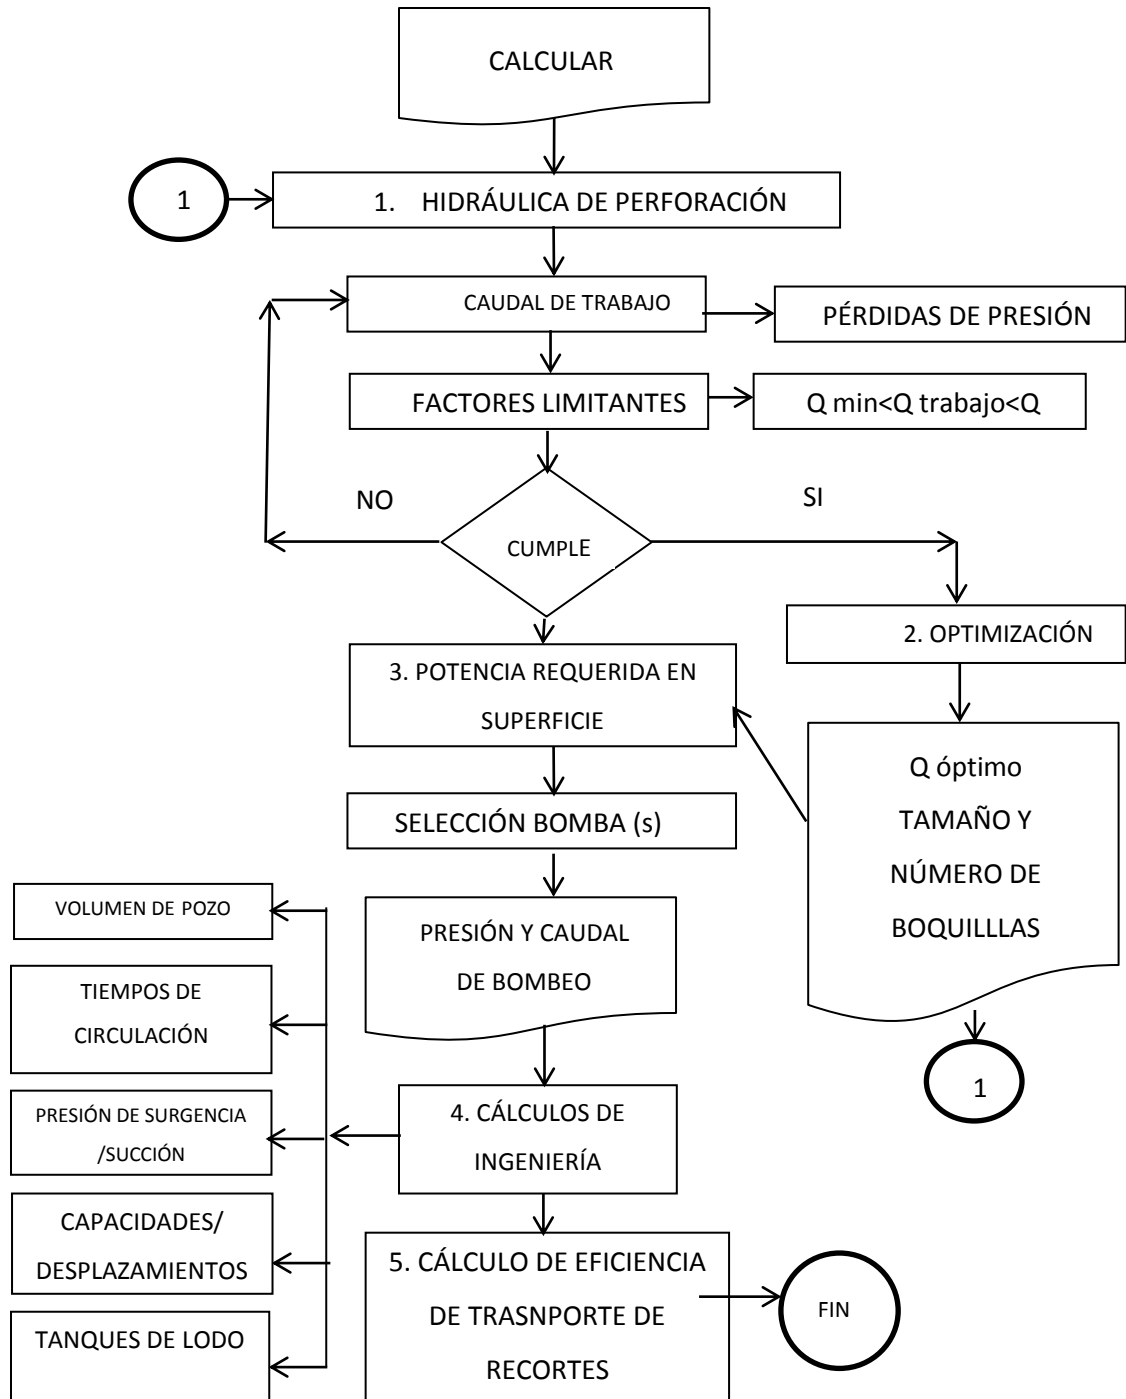 CALCULAR
1
1. HIDRÁULICA DE PERFORACIÓN
CAUDAL DE TRABAJO
PÉRDIDAS DE PRESIÓN
FACTORES LIMITANTES
Q min<Q trabajo<Q
NO
SI
CUMPLE
2. OPTIMIZACIÓN
3. POTENCIA REQUERIDA EN
SUPERFICIE
Q óptimo
TAMAÑO Y
NÚMERO DE
BOQUILLLAS
SELECCIÓN BOMBA (s)
PRESIÓN Y CAUDAL
DE BOMBEO
1
VOLUMEN DE POZO
TIEMPOS DE
CIRCULACIÓN
PRESIÓN DE SURGENCIA
/SUCCIÓN
CAPACIDADES/
DESPLAZAMIENTOS
TANQUES DE LODO
4. CÁLCULOS DE
INGENIERÍA
5. CÁLCULO DE EFICIENCIA
DE TRASNPORTE DE
RECORTES
FIN